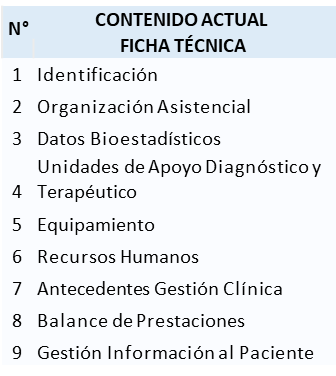 N° CONTENIDO ACTUAL
FICHA TÉCNICA
1 Identificación
2 Organización Asistencial
3 Datos Bioestadísticos
Unidades de Apoyo Diagnóstico y
4 Terapéutico
5 Equipamiento
6 Recursos Humanos
7 Antecedentes Gestión Clínica
8 Balance de Prestaciones
9 Gestión Información al Paciente